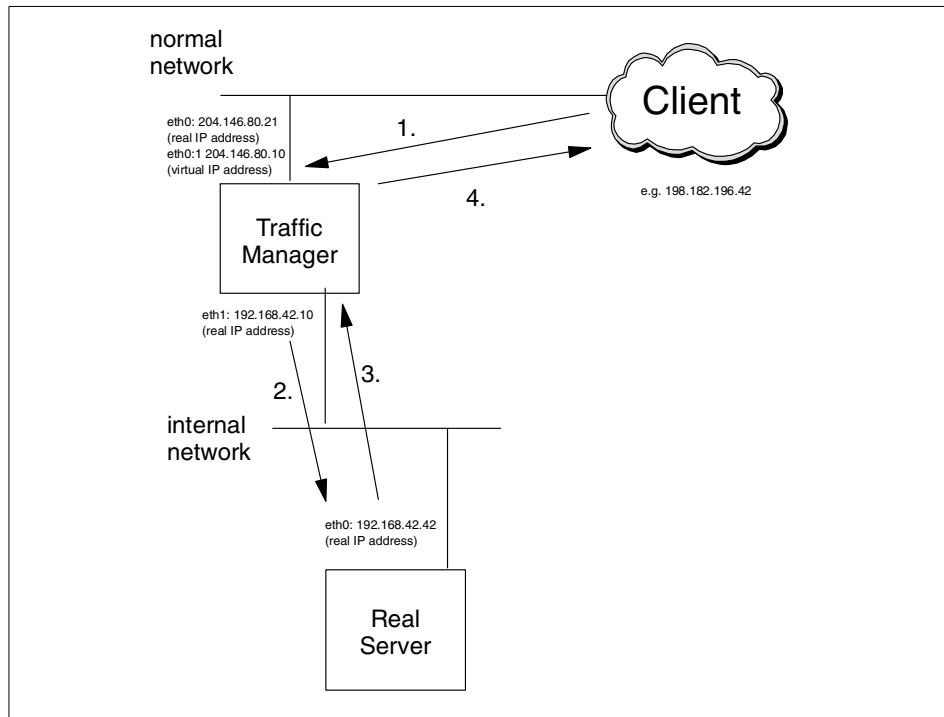 normal
network
Client
eth0: 204.146.80.21
(real IP address)
eth0:1 204.146.80.10
(virtual IP address)
1.
4.
e.g. 198.182.196.42
Traffic
Manager
eth1: 192.168.42.10
(real IP address)
2.
3.
internal
network
eth0: 192.168.42.42
(real IP address)
Real
Server